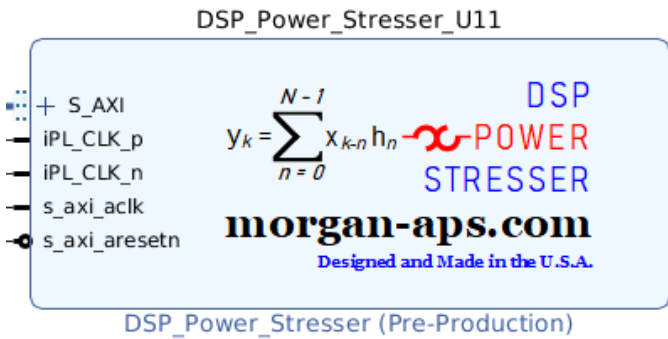 DSP_Power_Stresser_U11
+ S_AXI
iPL_CLK_p
iPL_CLK_n
s_axi_aclk
s_axi_aresetn
N - 1
y_k = ∑ x_{k-n} h_n
n = 0
DSP
POWER
STRESSER
morgan-aps.com
Designed and Made in the U.S.A.
DSP_Power_Stresser (Pre-Production)